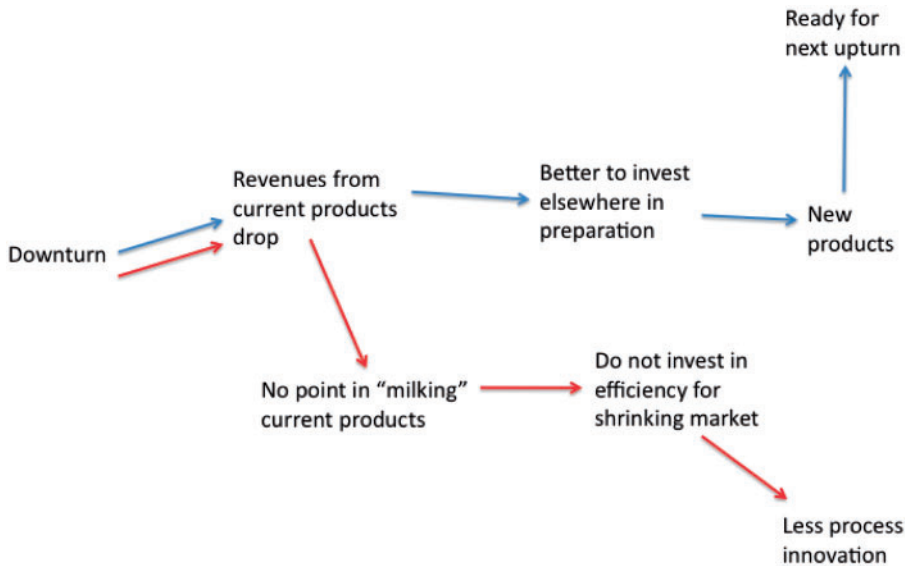 Ready for
next upturn
Revenues from
current products
drop
Better to invest
elsewhere in
preparation
New
products
Downturn
No point in “milking”
current products
Do not invest in
efficiency for
shrinking market
Less process
innovation